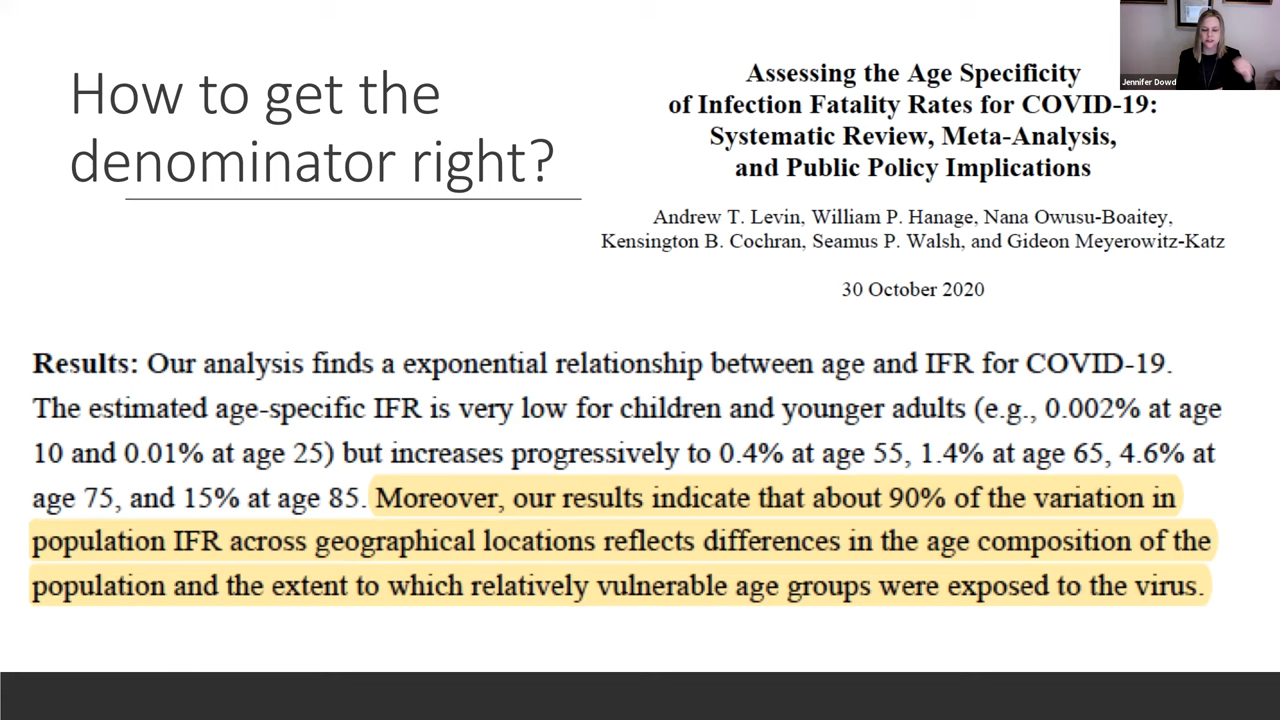 How to get the
denominator right?
Assessing the Age Specificity
of Infection Fatality Rates for COVID-19:
Systematic Review, Meta-Analysis,
and Public Policy Implications
Andrew T. Levin, William P. Hanage, Nana Owusu-Boaitey,
Kensington B. Cochran, Seamus P. Walsh, and Gideon Meyerowitz-Katz
30 October 2020
Jennifer Dowd
Results: Our analysis finds a exponential relationship between age and IFR for COVID-19.
The estimated age-specific IFR is very low for children and younger adults (e.g., 0.002% at age
10 and 0.01% at age 25) but increases progressively to 0.4% at age 55, 1.4% at age 65, 4.6% at
age 75, and 15% at age 85. Moreover, our results indicate that about 90% of the variation in
population IFR across geographical locations reflects differences in the age composition of the
population and the extent to which relatively vulnerable age groups were exposed to the virus.